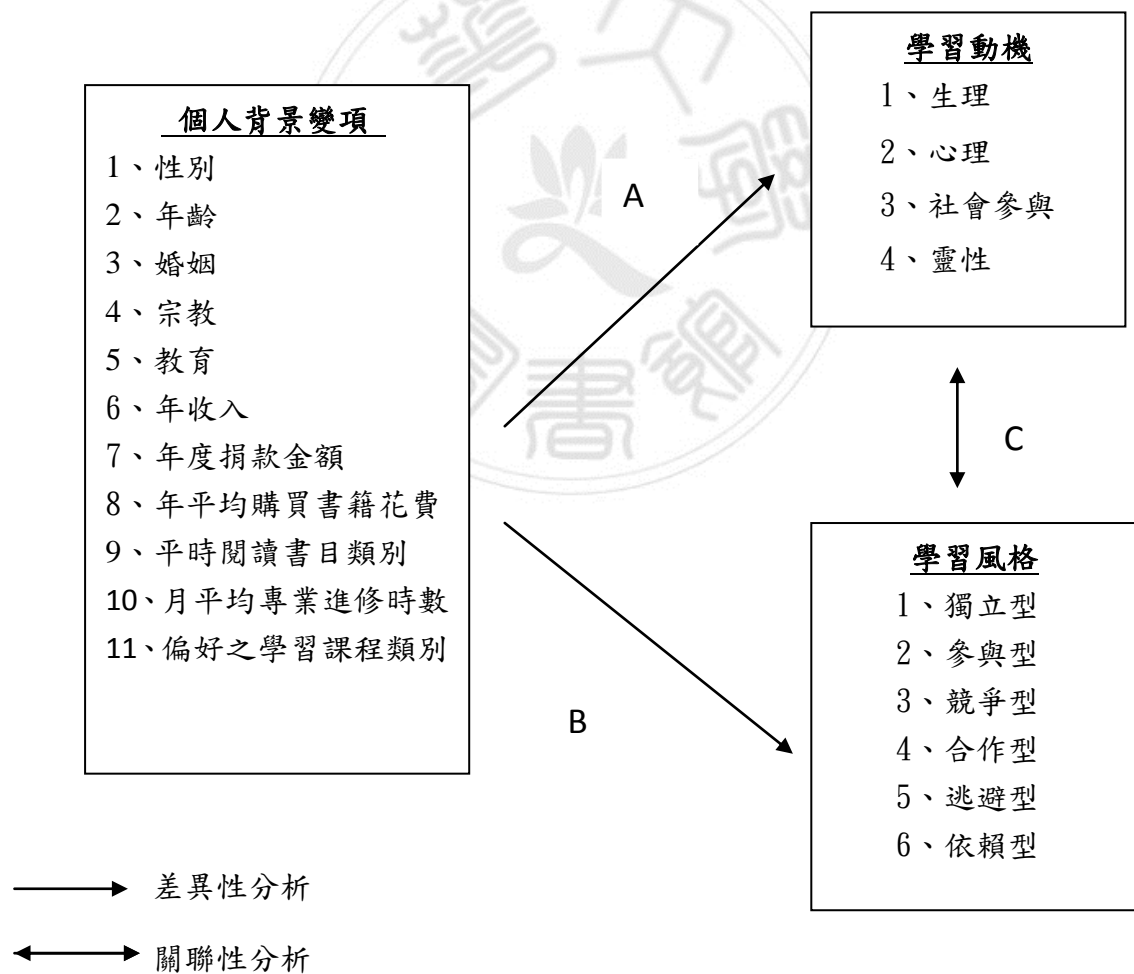 個人背景變項
1、性別
2、年齡
3、婚姻
4、宗教
5、教育
6、年收入
7、年度捐款金額
8、年平均購買書籍花費
9、平時閱讀書目類別
10、月平均專業進修時數
11、偏好之學習課程類別
A
學習動機
1、生理
2、心理
3、社會參與
4、靈性
C
B
學習風格
1、獨立型
2、參與型
3、競爭型
4、合作型
5、逃避型
6、依賴型
差異性分析
關聯性分析